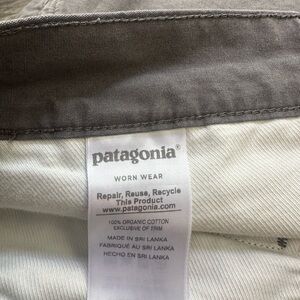 patagonia®
WORN WEAR
Repair, Reuse, Recycle
This Product
www.patagonia.com
100% ORGANIC COTTON
EXCLUSIVE OF TRIM
MADE IN SRI LANKA
FABRIQUÉ AU SRI LANKA
HECHO EN SRI LANKA